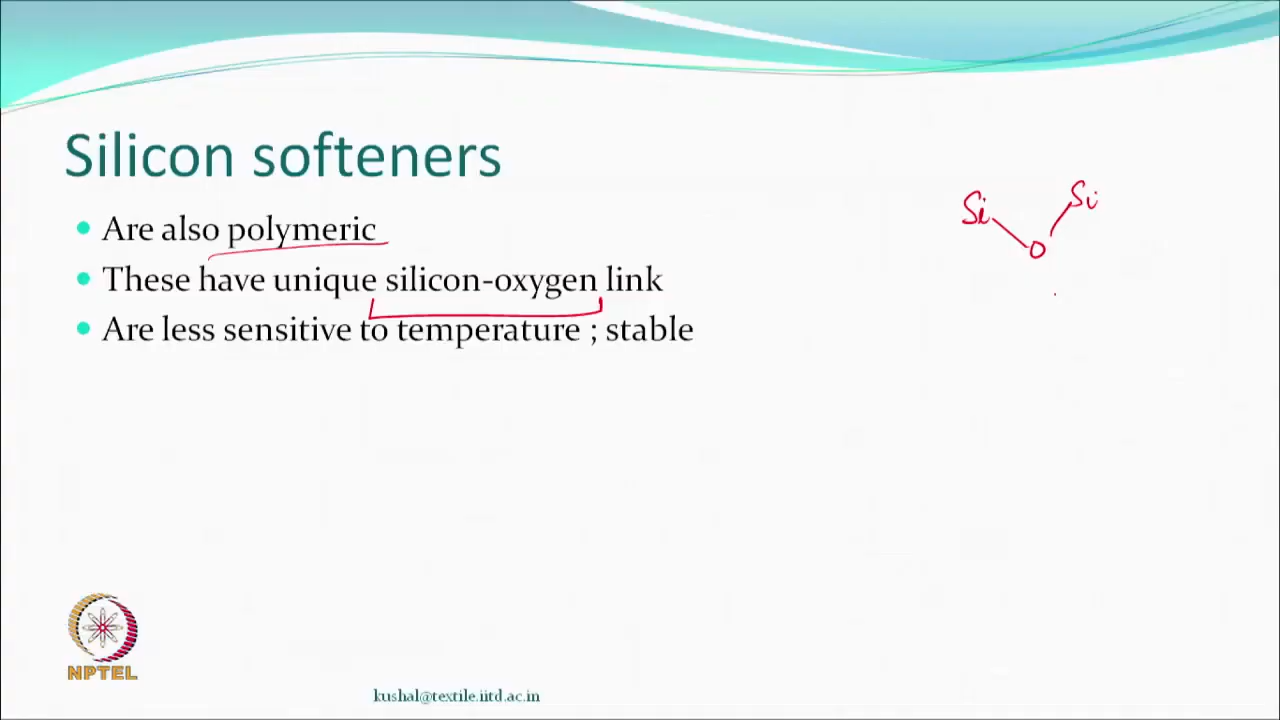 Silicon softeners
Are also polymeric
These have unique silicon-oxygen link
Are less sensitive to temperature ; stable
Si Si
O
NPTEL
kushal@textile.iitd.ac.in